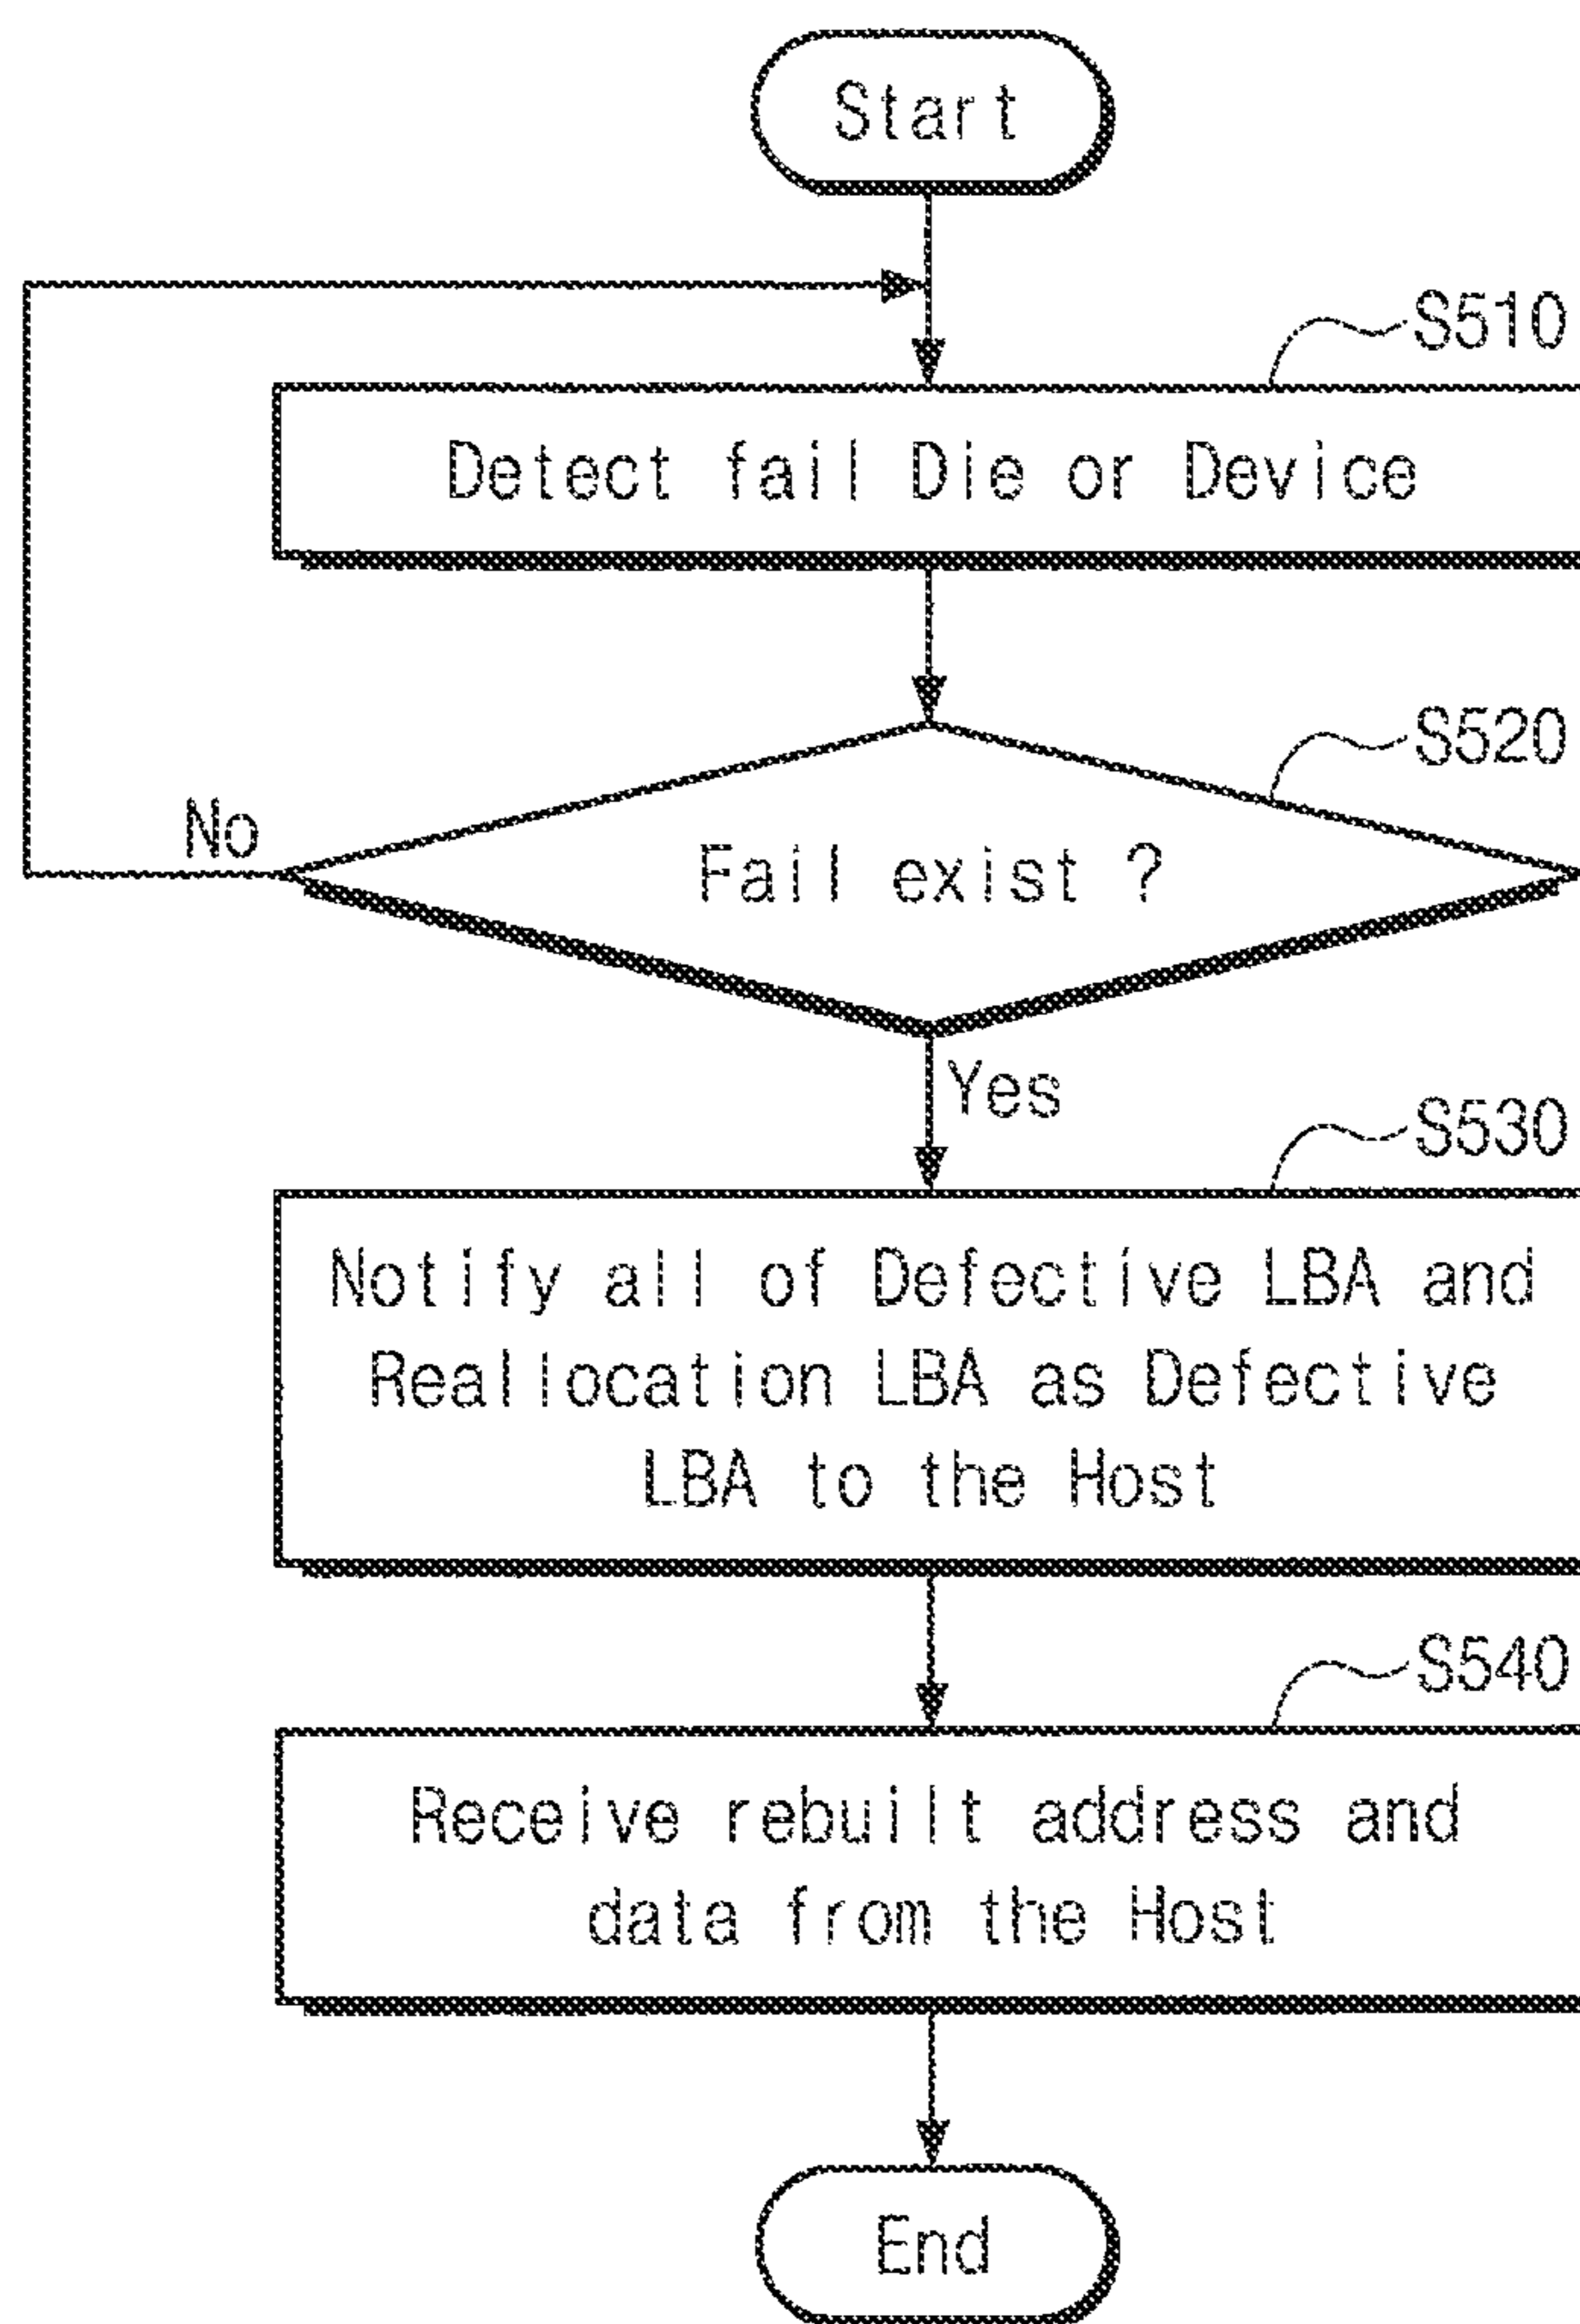 Start
S510
Detect fail Die or Device
S520
No
Fail exist ?
Yes
S530
Notify all of Defective LBA and
Reallocation LBA as Defective
LBA to the Host
S540
Receive rebuilt address and
data from the Host
End